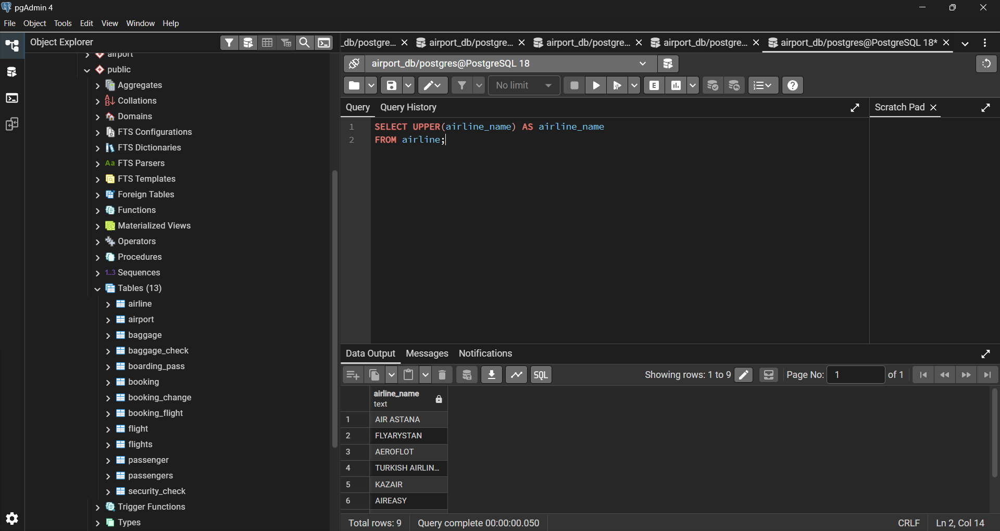 pgAdmin 4
File Object Tools Edit View Window Help
Object Explorer
_db/postgre... airport_db/postgre... airport_db/postgre... airport_db/postgre... airport_db/postgres@PostgreSQL 18*
airport
public
Aggregates
Collations
Domains
FTS Configurations
FTS Dictionaries
Aa FTS Parsers
FTS Templates
Foreign Tables
Functions
Materialized Views
Operators
Procedures
1..3 Sequences
Tables (13)
airline
airport
baggage
baggage_check
boarding_pass
booking
booking_change
booking_flight
flight
flights
passenger
passengers
security_check
Trigger Functions
Types
airport_db/postgres@PostgreSQL 18
No limit
E
Query Query History
Scratch Pad
1 SELECT UPPER(airline_name) AS airline_name
2 FROM airline;
Data Output Messages Notifications
SQL Showing rows: 1 to 9 Page No: 1 of 1
airline_name
text
1 AIR ASTANA
2 FLYARYSTAN
3 AEROFLOT
4 TURKISH AIRLIN...
5 KAZAIR
6 AIREASY
Total rows: 9 Query complete 00:00:00.050 CRLF Ln 2, Col 14